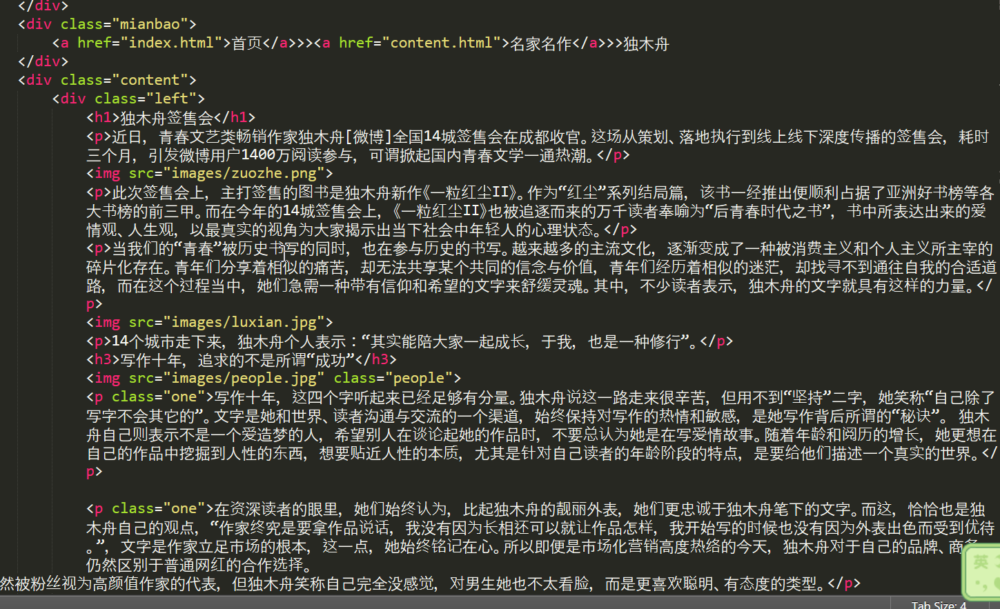 </div>
<div class="mianbao">
<a href="index.html">首页</a>>><a href="content.html">名家名作</a>>>独木舟
</div>
<div class="content">
<div class="left">
<h1>独木舟签售会</h1>
<p>近日，青春文艺类畅销作家独木舟[微博]全国14城签售会在成都收官。这场从策划、落地执行到线上线下深度传播的签售会，耗时
三个月，引发微博用户1400万阅读参与，可谓掀起国内青春文学一通热潮。</p>
<img src="images/zuozhe.png">
<p>此次签售会上，主打签售的图书是独木舟新作《一粒红尘II》。作为“红尘”系列结局篇，该书一经推出便顺利占据了亚洲好书榜等各
大书榜的前三甲。而在今年的14城签售会上，《一粒红尘II》也被追逐而来的万千读者奉喻为“后青春时代之书”，书中所表达出来的爱
情观、人生观，以最真实的视角为大家揭示出当下社会中年轻人的心理状态。</p>
<p>当我们的“青春”被历史书写的同时，也在参与历史的书写。越来越多的主流文化，逐渐变成了一种被消费主义和个人主义所主宰的
碎片化存在。青年们分享着相似的痛苦，却无法共享某个共同的信念与价值，青年们经历着相似的迷茫，却找寻不到通往自我的合适道
路，而在这个过程当中，她们急需一种带有信仰和希望的文字来舒缓灵魂。其中，不少读者表示，独木舟的文字就具有这样的力量。</
p>
<img src="images/luxian.jpg">
<p>14个城市走下来，独木舟个人表示：“其实能陪大家一起成长，于我，也是一种修行”。</p>
<h3>写作十年，追求的不是所谓“成功”</h3>
<img src="images/people.jpg" class="people">
<p class="one">写作十年，这四个字听起来已经足够有分量。独木舟说这一路走来很辛苦，但用不到“坚持”二字，她笑称“自己除了
写字不会其它的”。文字是她和世界、读者沟通与交流的一个渠道，始终保持对写作的热情和敏感，是她写作背后所谓的“秘诀”。 独木
舟自己则表示不是一个爱造梦的人，希望别人在谈论起她的作品时，不要总认为她是在写爱情故事。随着年龄和阅历的增长，她更想在
自己的作品中挖掘到人性的东西，想要贴近人性的本质，尤其是针对自己读者的年龄阶段的特点，是要给他们描述一个真实的世界。</
p>
<p class="one">在资深读者的眼里，她们始终认为，比起独木舟的靓丽外表，她们更忠诚于独木舟笔下的文字。而这，恰恰也是独
木舟自己的观点，“作家终究是要拿作品说话，我没有因为长相还可以就让作品怎样，我开始写的时候也没有因为外表出色而受到优待
。”，文字是作家立足市场的根本，这一点，她始终铭记在心。所以即便是市场化营销高度热络的今天，独木舟对于自己的品牌、商务
仍然区别于普通网红的合作选择。
然被粉丝视为高颜值作家的代表，但独木舟笑称自己完全没感觉，对男生她也不太看脸，而是更喜欢聪明、有态度的类型。</p>
英
Tab Size: 4